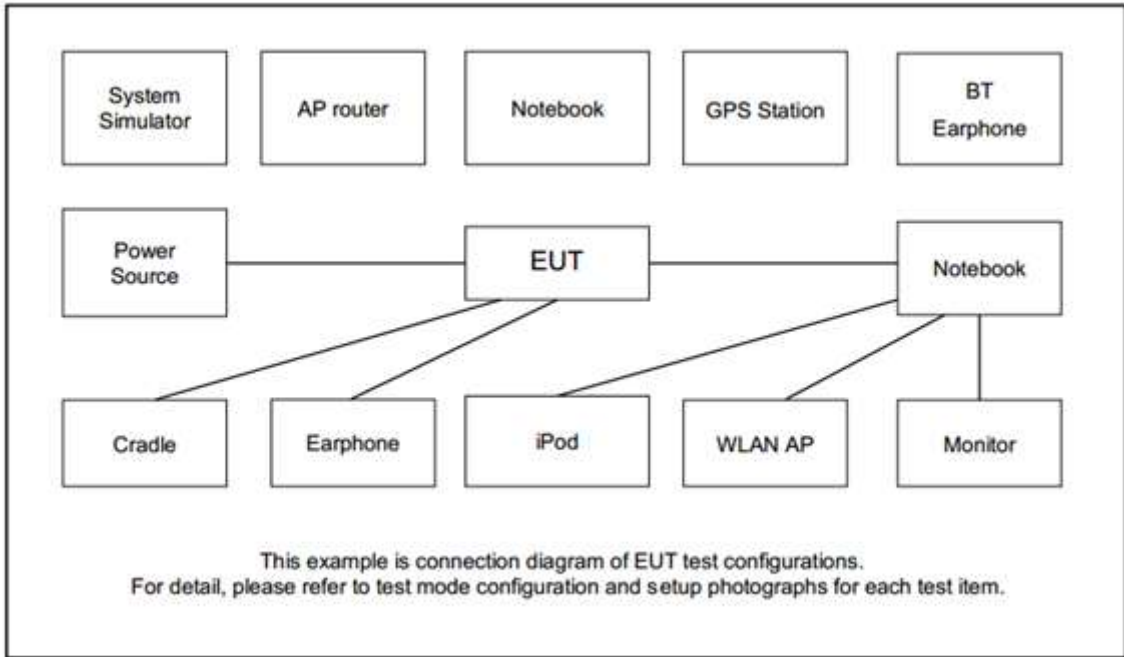 System
Simulator
AP router
Notebook
GPS Station
BT
Earphone
Power
Source
EUT
Notebook
Cradle
Earphone
iPod
WLAN AP
Monitor
This example is connection diagram of EUT test configurations.
For detail, please refer to test mode configuration and setup photographs for each test item.